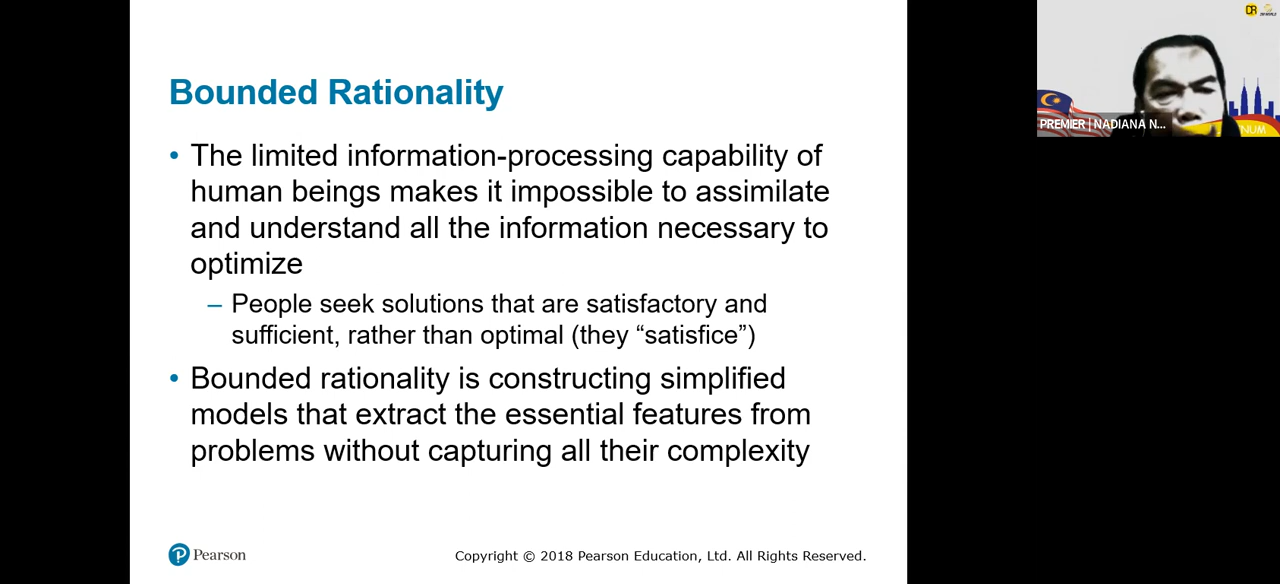 Bounded Rationality
• The limited information-processing capability of
human beings makes it impossible to assimilate
and understand all the information necessary to
optimize
– People seek solutions that are satisfactory and
sufficient, rather than optimal (they “satisfice”)
• Bounded rationality is constructing simplified
models that extract the essential features from
problems without capturing all their complexity
Pearson
Copyright © 2018 Pearson Education, Ltd. All Rights Reserved.
PREMIER | NADIANA N...